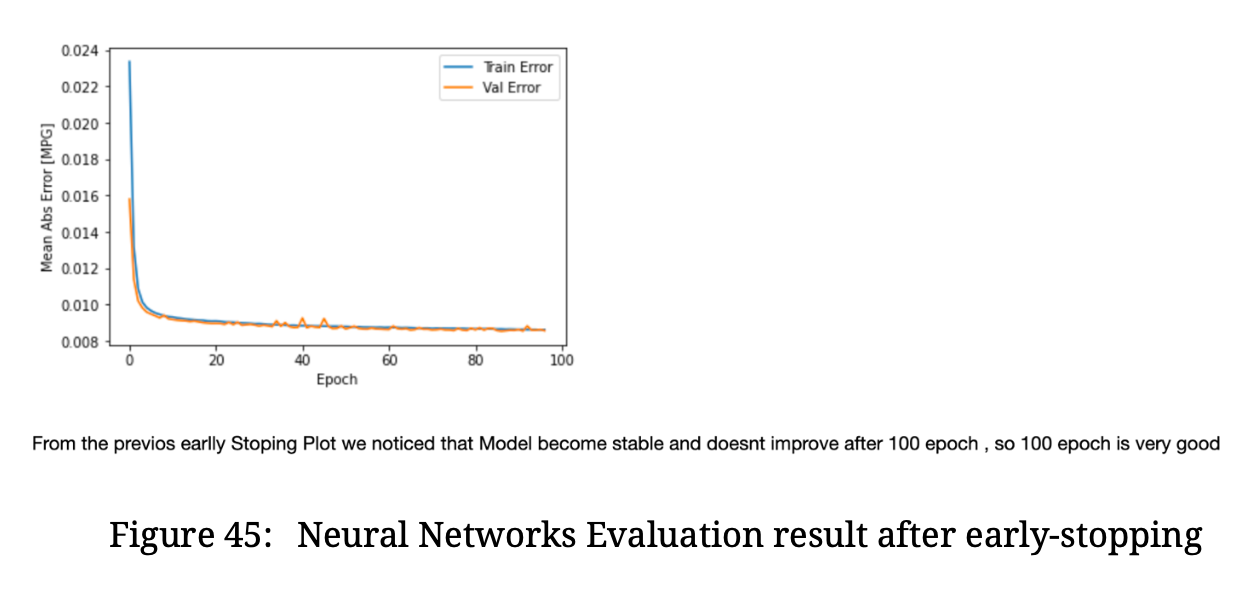 0.024
0.022
0.020
0.018
0.016
0.014
0.012
0.010
0.008
Mean Abs Error [MPG]
Train Error
Val Error
0 20 40 60 80 100
Epoch
From the previos earlly Stoping Plot we noticed that Model become stable and doesnt improve after 100 epoch , so 100 epoch is very good
Figure 45: Neural Networks Evaluation result after early-stopping